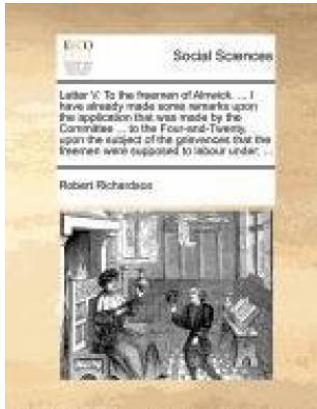 ECCO
Social Sciences
Letter V. To the freemen of Alnwick. ... I
have already made some remarks upon
the application that was made by the
Committee ... to the Four-and-Twenty,
upon the subject of the grievances that the
freemen were supposed to labour under; ...
Robert Richardson